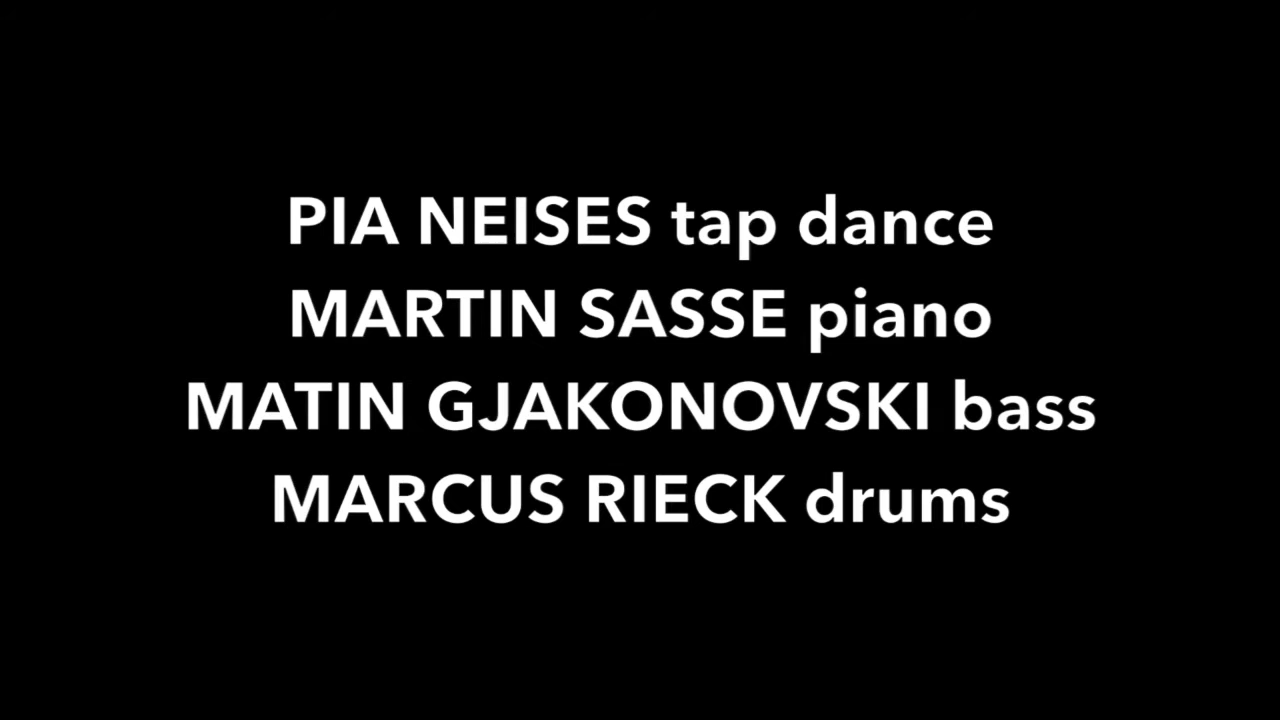 PIA NEISES tap dance
MARTIN SASSE piano
MATIN GJAKONOVSKI bass
MARCUS RIECK drums